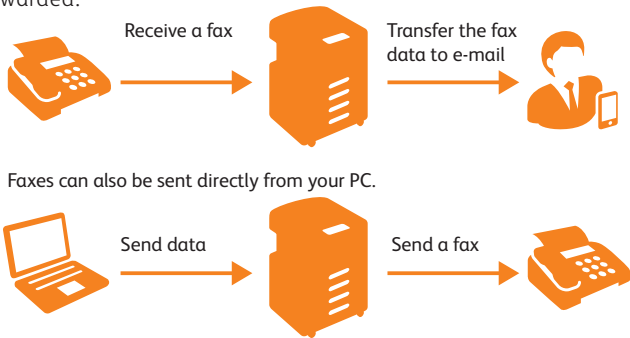 Receive a fax
Transfer the fax
data to e-mail
Faxes can also be sent directly from your PC.
Send data
Send a fax